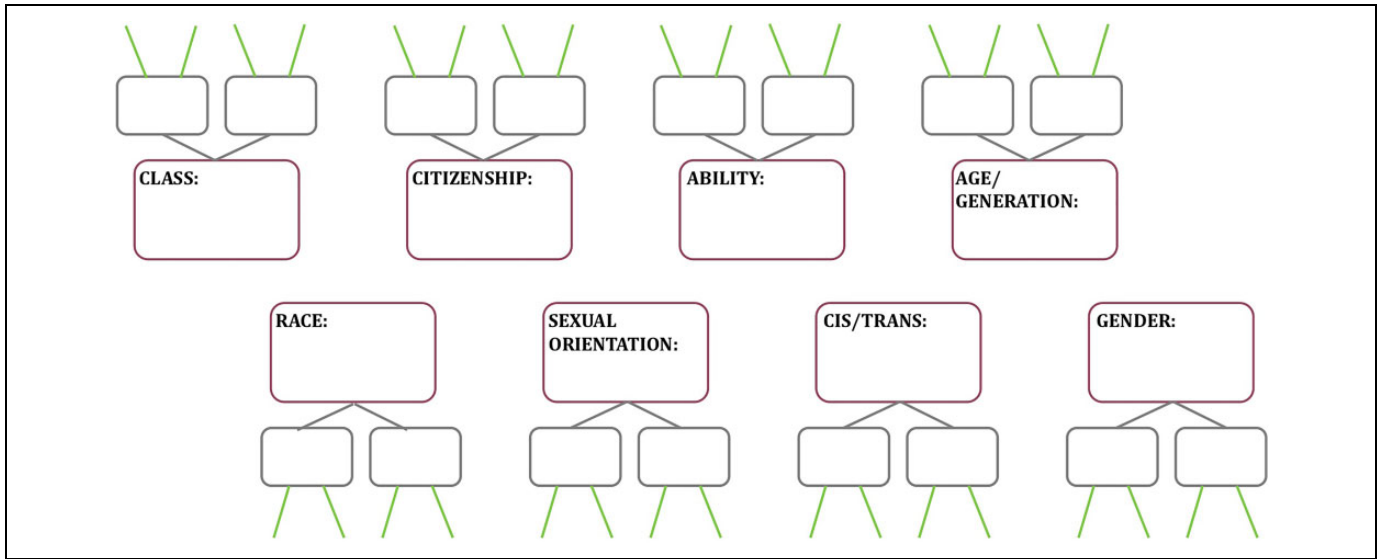 CLASS:
CITIZENSHIP:
ABILITY:
AGE/
GENERATION:
RACE:
SEXUAL
ORIENTATION:
CIS/TRANS:
GENDER: